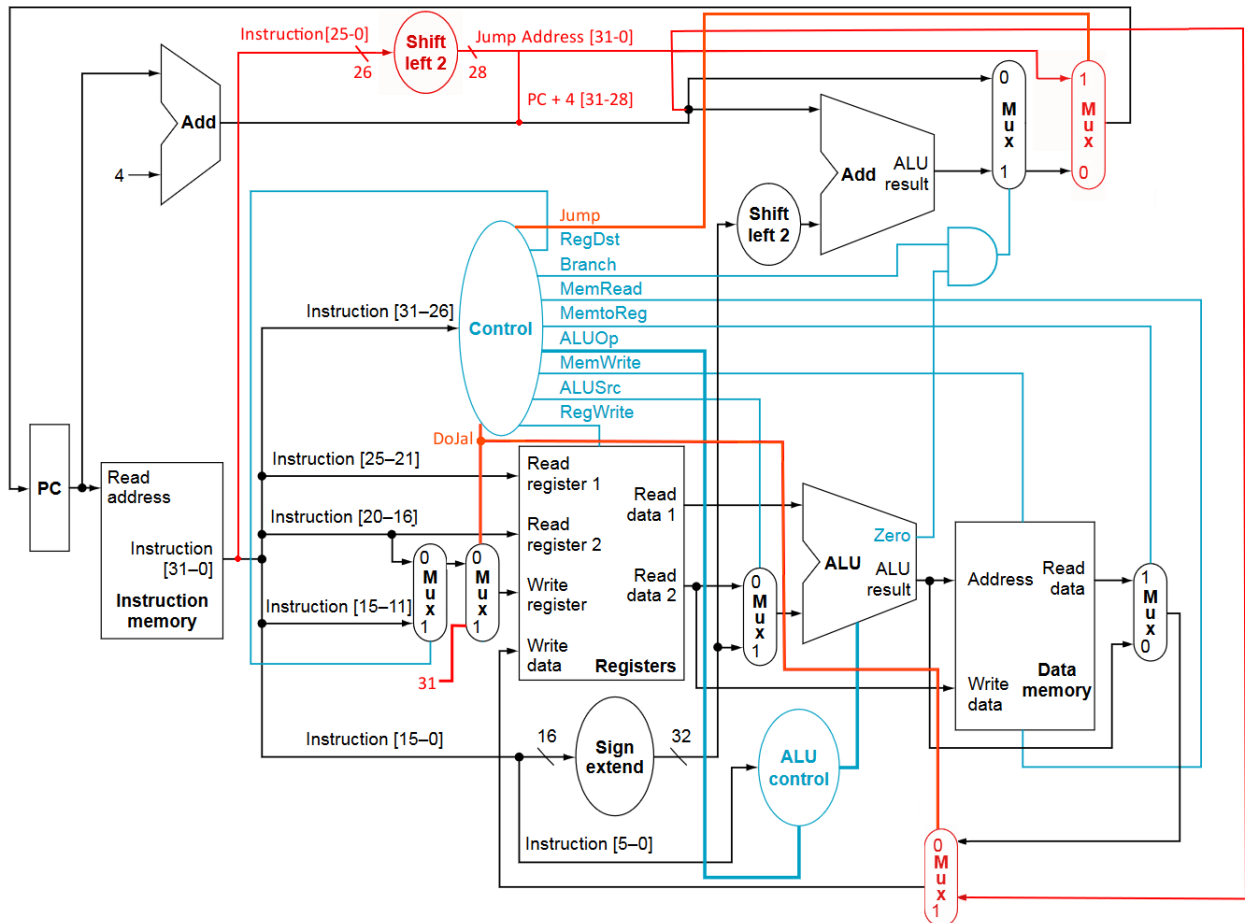 Instruction[25-0]
26
Shift
left 2
28
Jump Address [31-0]
PC + 4 [31-28]
Add
4
0
M
u
x
1
1
M
u
x
0
Add
ALU
result
Shift
left 2
Jump
RegDst
Branch
MemRead
MemtoReg
ALUOp
MemWrite
ALUSrc
RegWrite
Instruction [31–26]
Control
DoJal
PC
Read
address
Instruction
[31–0]
Instruction
memory
Instruction [25–21]
Instruction [20–16]
Instruction [15–11]
0
M
u
x
1
0
M
u
x
1
31
Read
register 1
Read
register 2
Write
register
Write
data
Read
data 1
Read
data 2
Registers
0
M
u
x
1
Zero
ALU
ALU
result
Address
Read
data
Write
data
Data
memory
1
M
u
x
0
Instruction [15–0]
16
Sign
extend
32
ALU
control
Instruction [5–0]
0
M
u
x
1